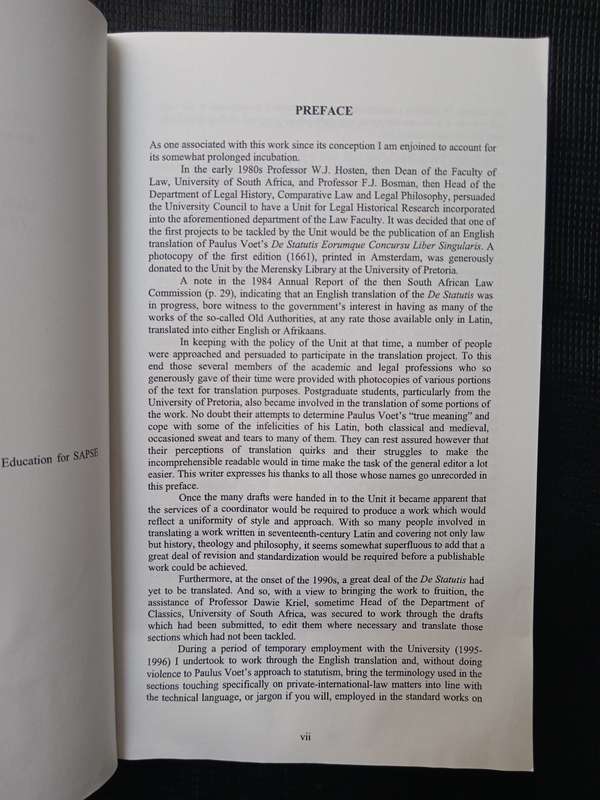 Education for SAPSE
PREFACE
As one associated with this work since its conception I am enjoined to account for
its somewhat prolonged incubation.
In the early 1980s Professor W.J. Hosten, then Dean of the Faculty of
Law, University of South Africa, and Professor F.J. Bosman, then Head of the
Department of Legal History, Comparative Law and Legal Philosophy, persuaded
the University Council to have a Unit for Legal Historical Research incorporated
into the aforementioned department of the Law Faculty. It was decided that one of
the first projects to be tackled by the Unit would be the publication of an English
translation of Paulus Voet's De Statutis Eorumque Concursu Liber Singularis. A
photocopy of the first edition (1661), printed in Amsterdam, was generously
donated to the Unit by the Merensky Library at the University of Pretoria.
A note in the 1984 Annual Report of the then South African Law
Commission (p. 29), indicating that an English translation of the De Statutis was
in progress, bore witness to the government's interest in having as many of the
works of the so-called Old Authorities, at any rate those available only in Latin,
translated into either English or Afrikaans.
In keeping with the policy of the Unit at that time, a number of people
were approached and persuaded to participate in the translation project. To this
end those several members of the academic and legal professions who so
generously gave of their time were provided with photocopies of various portions
of the text for translation purposes. Postgraduate students, particularly from the
University of Pretoria, also became involved in the translation of some portions of
the work. No doubt their attempts to determine Paulus Voet's "true meaning" and
cope with some of the infelicities of his Latin, both classical and medieval,
occasioned sweat and tears to many of them. They can rest assured however that
their perceptions of translation quirks and their struggles to make the
incomprehensible readable would in time make the task of the general editor a lot
easier. This writer expresses his thanks to all those whose names go unrecorded in
this preface.
Once the many drafts were handed in to the Unit it became apparent that
the services of a coordinator would be required to produce a work which would
reflect a uniformity of style and approach. With so many people involved in
translating a work written in seventeenth-century Latin and covering not only law
but history, theology and philosophy, it seems somewhat superfluous to add that a
great deal of revision and standardization would be required before a publishable
work could be achieved.
Furthermore, at the onset of the 1990s, a great deal of the De Statutis had
yet to be translated. And so, with a view to bringing the work to fruition, the
assistance of Professor Dawie Kriel, sometime Head of the Department of
Classics, University of South Africa, was secured to work through the drafts
which had been submitted, to edit them where necessary and translate those
sections which had not been tackled.
During a period of temporary employment with the University (1995-
1996) I undertook to work through the English translation and, without doing
violence to Paulus Voet's approach to statutism, bring the terminology used in the
sections touching specifically on private-international-law matters into line with
the technical language, or jargon if you will, employed in the standard works on
vii